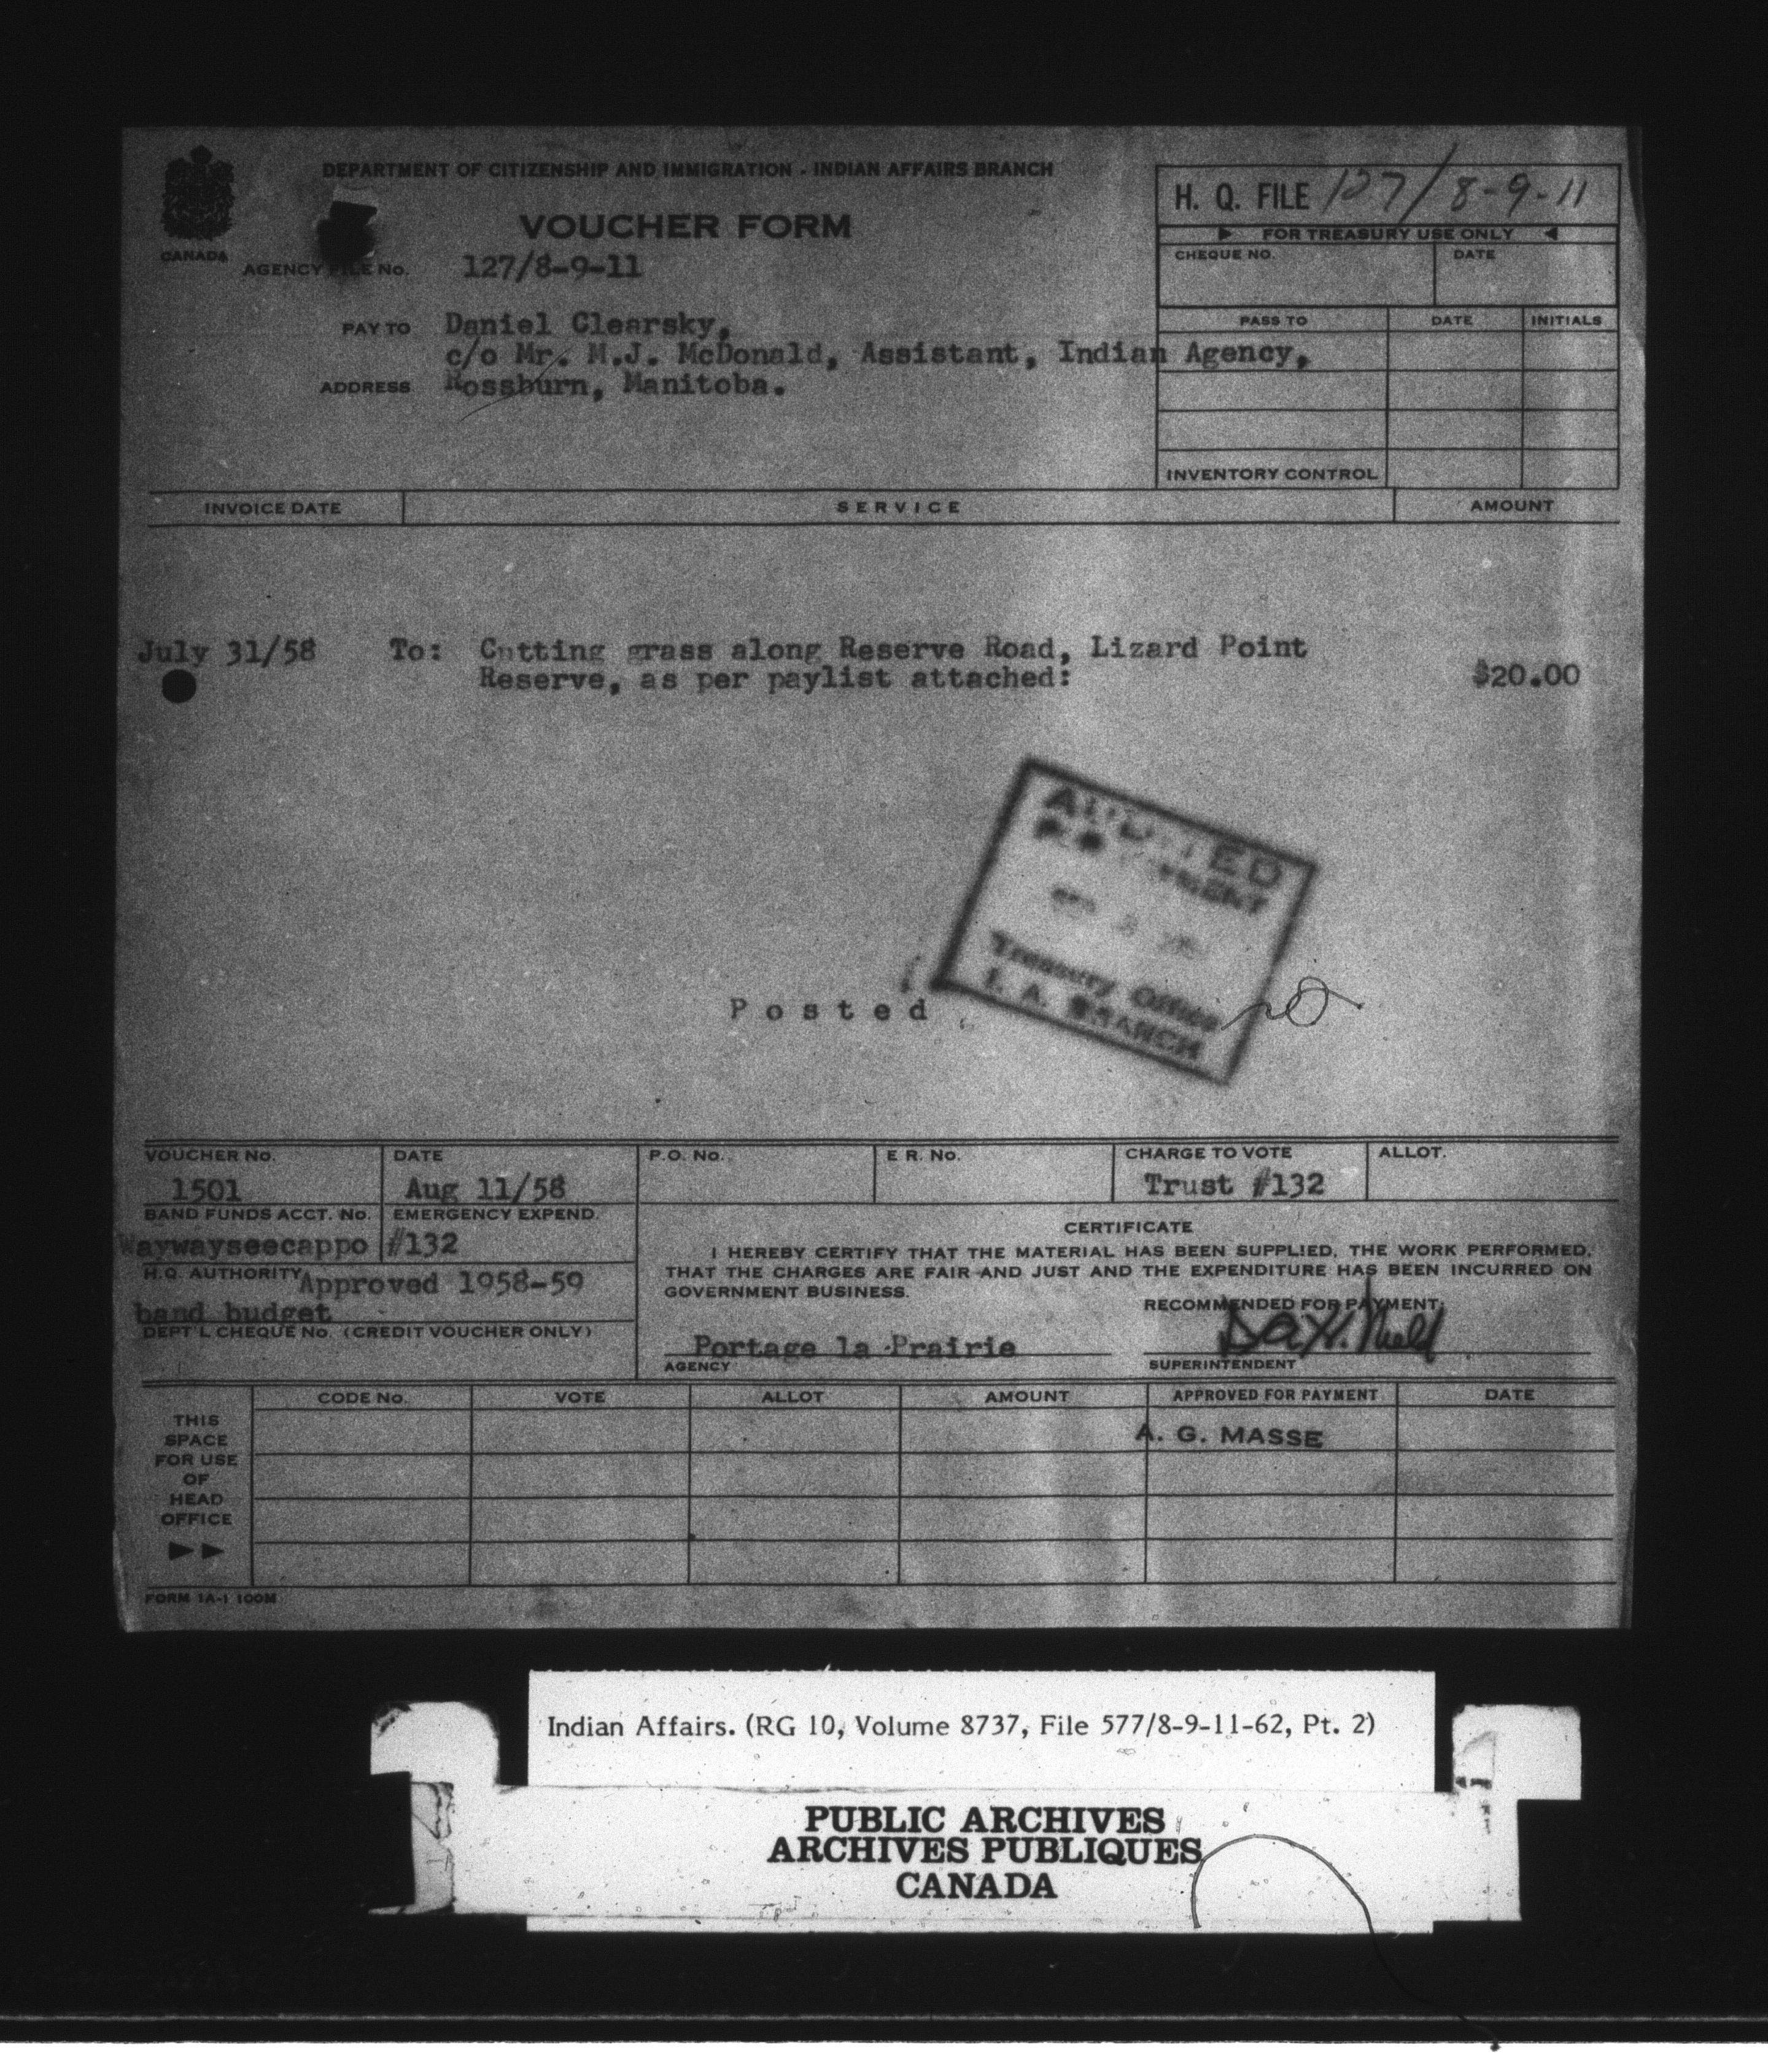 DEPARTMENT OF CITIZENSHIP AND IMMIGRATION - INDIAN AFFAIRS BRANCH
VOUCHER FORM
CANADA
AGENCY FILE No. 127/8-9-11
H. Q. FILE 127/8-9-11
FOR TREASURY USE ONLY
CHEQUE NO. DATE
PASS TO DATE INITIALS
INVENTORY CONTROL
PAY TO Daniel Clearsky,
c/o Mr. M.J. McDonald, Assistant, Indian Agency,
ADDRESS Rossburn, Manitoba.
INVOICE DATE SERVICE AMOUNT
July 31/58 To: Cutting grass along Reserve Road, Lizard Point
Reserve, as per paylist attached: $20.00
AUDITED
PAYMENT
Treasury Office
I. A. BRANCH
Posted
VOUCHER No. DATE P.O. No. E R. No. CHARGE TO VOTE ALLOT.
1501 Aug 11/58 Trust #132
BAND FUNDS ACCT. No. EMERGENCY EXPEND.
Waywayseecappo #132
H.Q. AUTHORITY Approved 1958-59
band budget
DEPT'L CHEQUE No. (CREDIT VOUCHER ONLY)
CERTIFICATE
I HEREBY CERTIFY THAT THE MATERIAL HAS BEEN SUPPLIED, THE WORK PERFORMED,
THAT THE CHARGES ARE FAIR AND JUST AND THE EXPENDITURE HAS BEEN INCURRED ON
GOVERNMENT BUSINESS.
RECOMMENDED FOR PAYMENT
Portage la Prairie
AGENCY SUPERINTENDENT
CODE No. VOTE ALLOT AMOUNT APPROVED FOR PAYMENT DATE
A. G. MASSE
THIS
SPACE
FOR USE
OF
HEAD
OFFICE
FORM 1A-1 100M
Indian Affairs. (RG 10, Volume 8737, File 577/8-9-11-62, Pt. 2)
PUBLIC ARCHIVES
ARCHIVES PUBLIQUES
CANADA